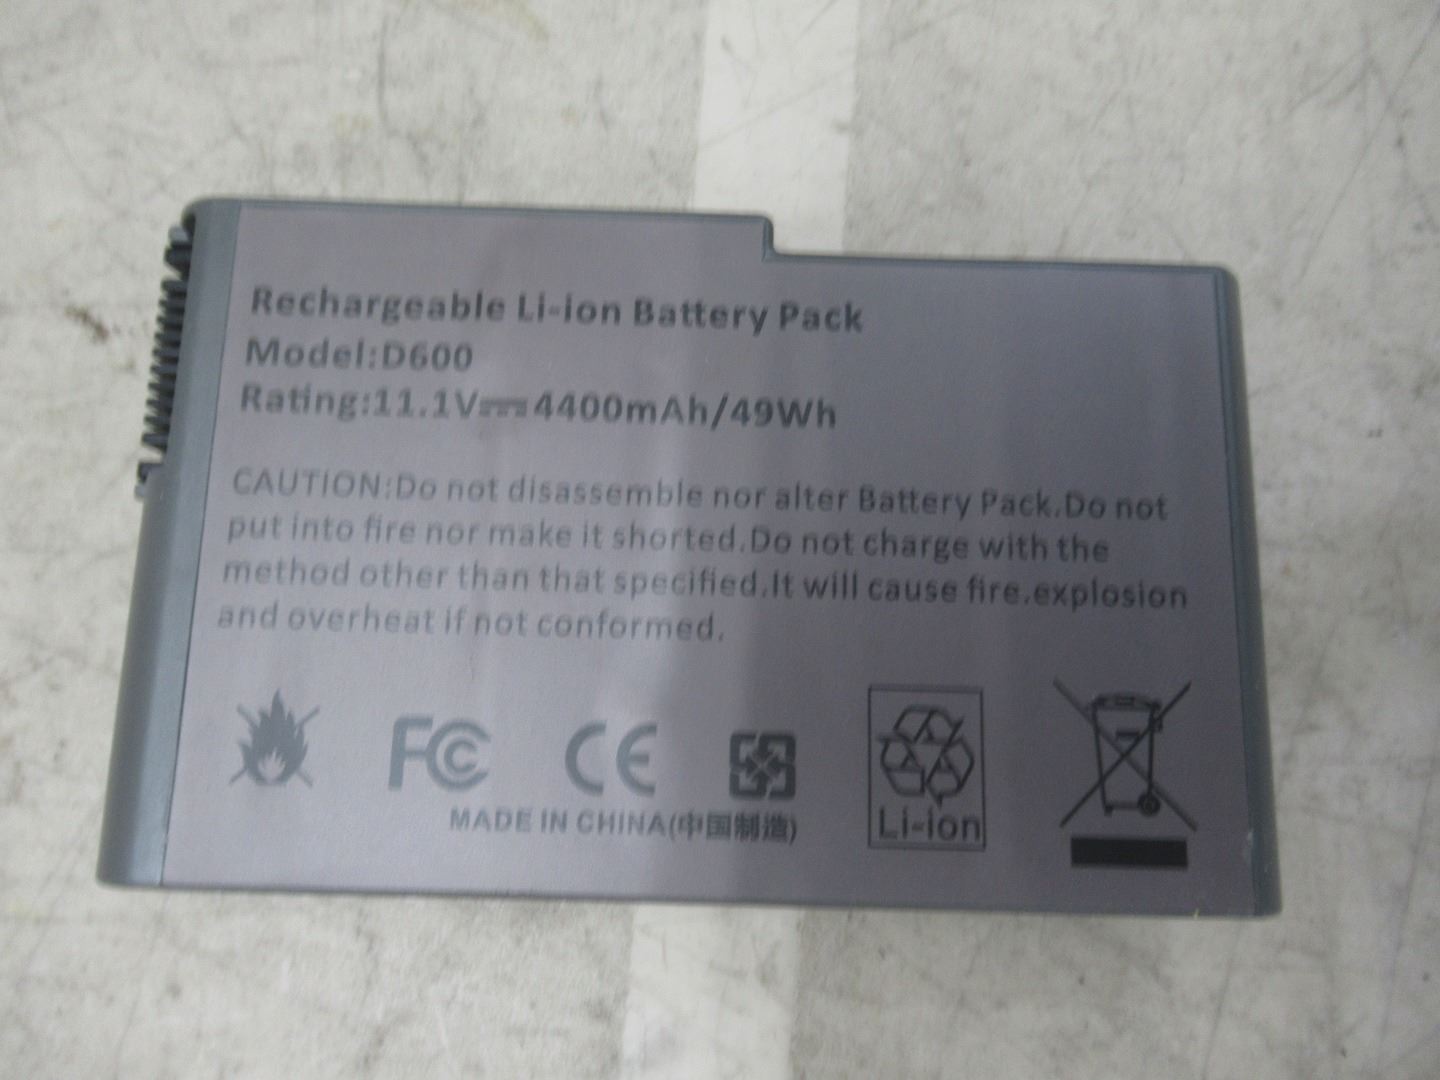 Rechargeable Li-ion Battery Pack
Model:D600
Rating:11.1V⎓4400mAh/49Wh
CAUTION:Do not disassemble nor alter Battery Pack.Do not
put into fire nor make it shorted.Do not charge with the
method other than that specified.It will cause fire.explosion
and overheat if not conformed.
FC CE
MADE IN CHINA(中国制造)
Li-ion